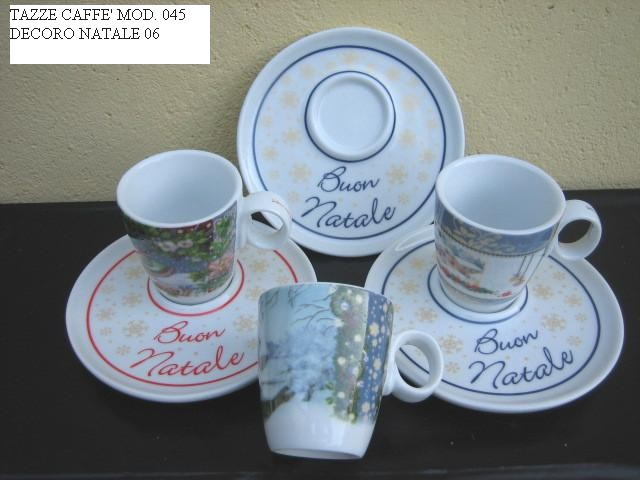 TAZZE CAFFE' MOD. 045
DECORO NATALE 06
Buon
Natale
Buon
Natale
Buon
Natale